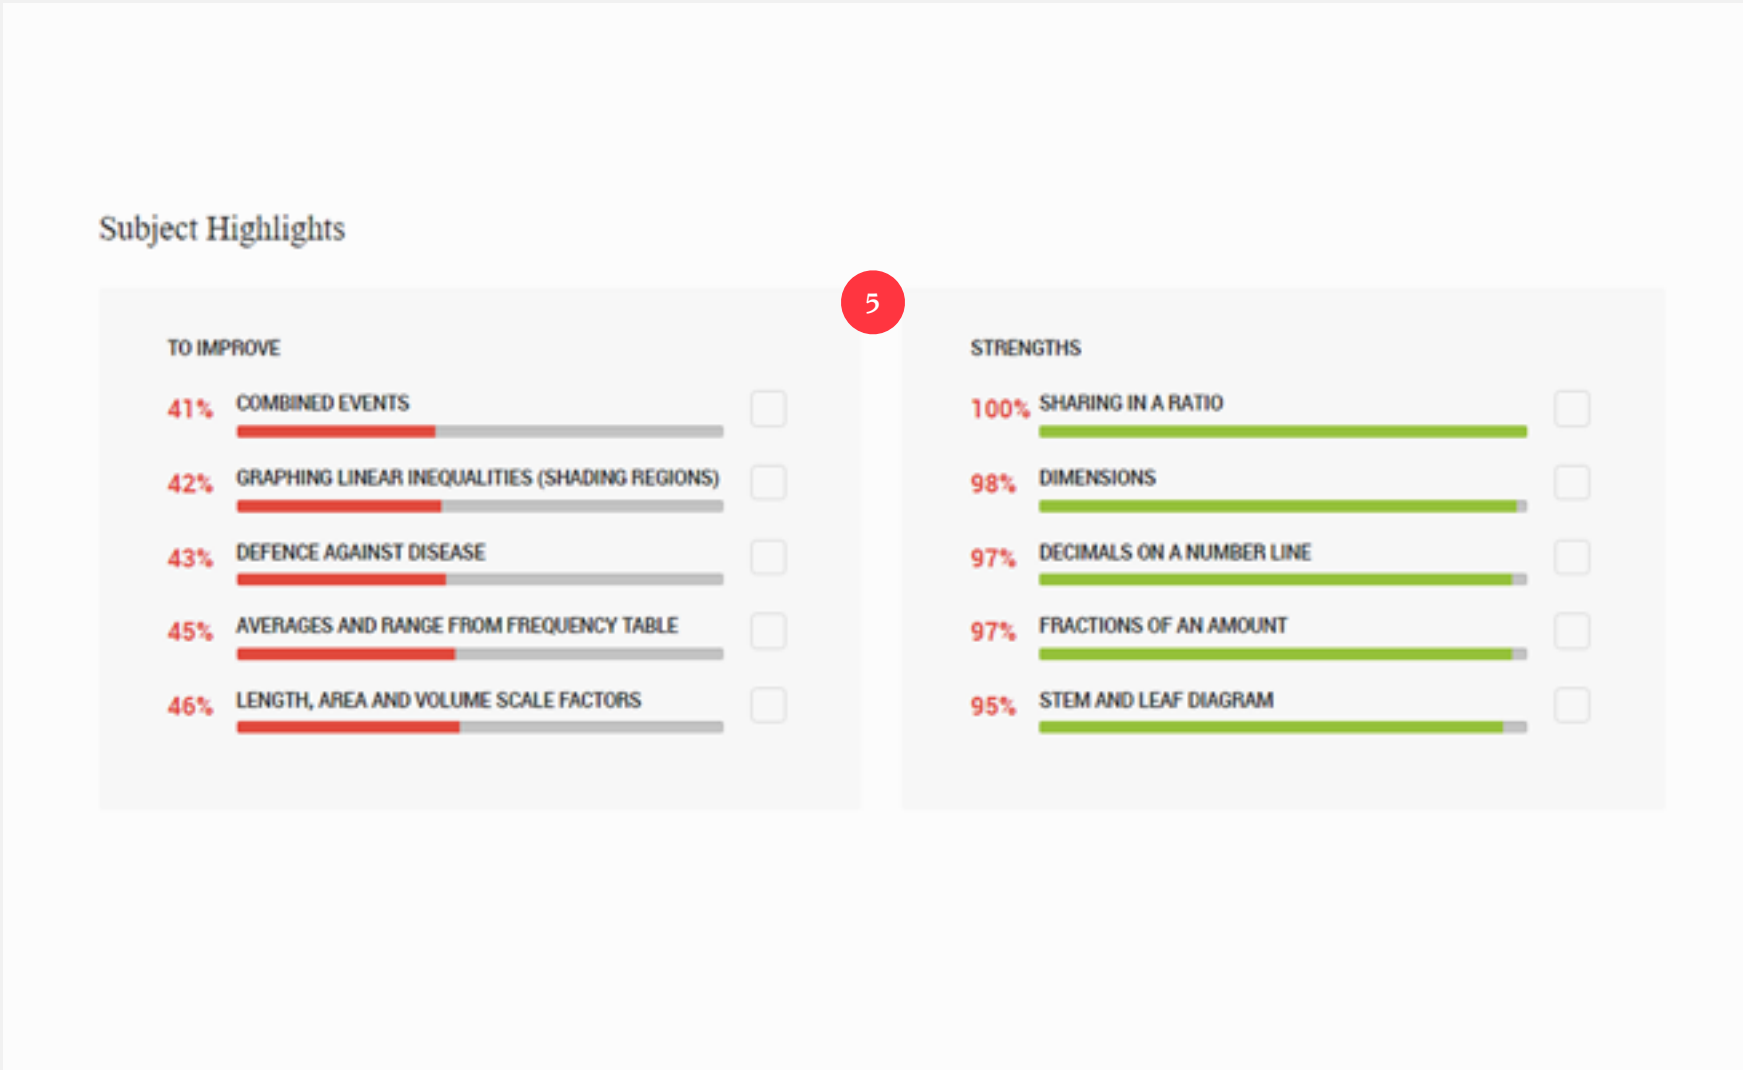 Subject Highlights
5
TO IMPROVE
41% COMBINED EVENTS
42% GRAPHING LINEAR INEQUALITIES (SHADING REGIONS)
43% DEFENCE AGAINST DISEASE
45% AVERAGES AND RANGE FROM FREQUENCY TABLE
46% LENGTH, AREA AND VOLUME SCALE FACTORS
STRENGTHS
100% SHARING IN A RATIO
98% DIMENSIONS
97% DECIMALS ON A NUMBER LINE
97% FRACTIONS OF AN AMOUNT
95% STEM AND LEAF DIAGRAM